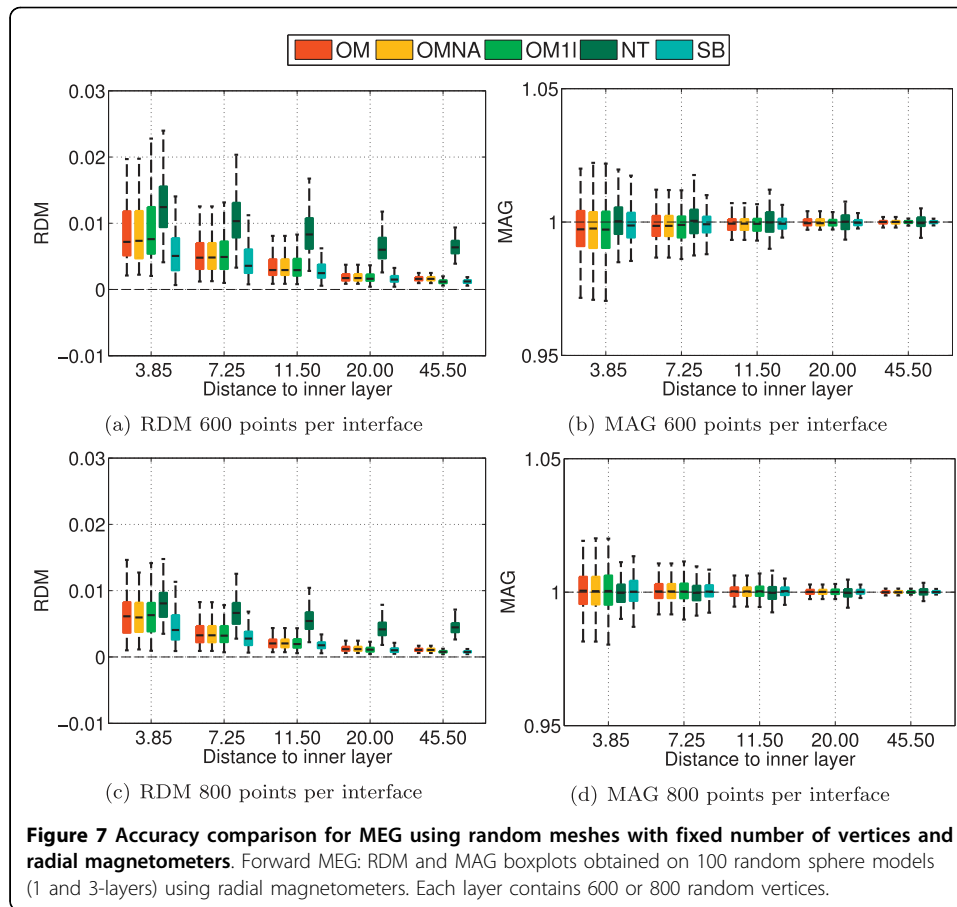 OM OMNA OM1I NT SB
0.03
0.02
0.01
0
−0.01
RDM
3.85 7.25 11.50 20.00 45.50
Distance to inner layer
(a) RDM 600 points per interface
1.05
1
0.95
MAG
3.85 7.25 11.50 20.00 45.50
Distance to inner layer
(b) MAG 600 points per interface
0.03
0.02
0.01
0
−0.01
RDM
3.85 7.25 11.50 20.00 45.50
Distance to inner layer
(c) RDM 800 points per interface
1.05
1
0.95
MAG
3.85 7.25 11.50 20.00 45.50
Distance to inner layer
(d) MAG 800 points per interface
Figure 7 Accuracy comparison for MEG using random meshes with fixed number of vertices and
radial magnetometers. Forward MEG: RDM and MAG boxplots obtained on 100 random sphere models
(1 and 3-layers) using radial magnetometers. Each layer contains 600 or 800 random vertices.